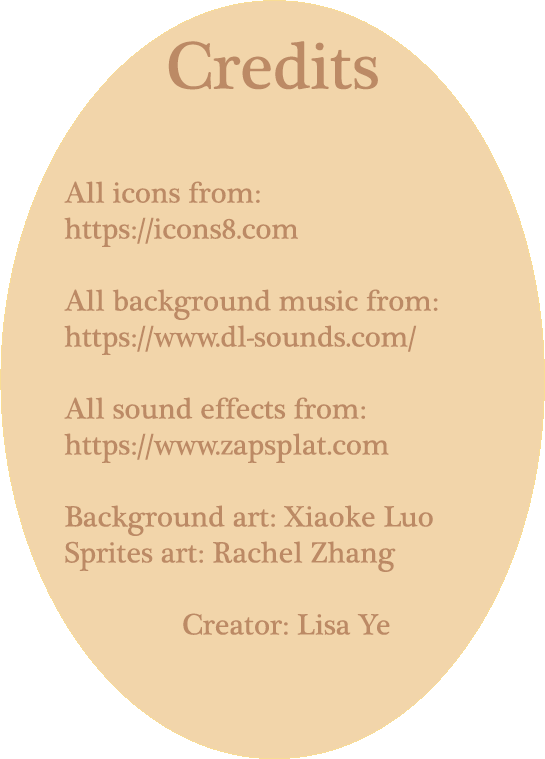 Credits
All icons from:
https://icons8.com
All background music from:
https://www.dl-sounds.com/
All sound effects from:
https://www.zapsplat.com
Background art: Xiaoke Luo
Sprites art: Rachel Zhang
Creator: Lisa Ye